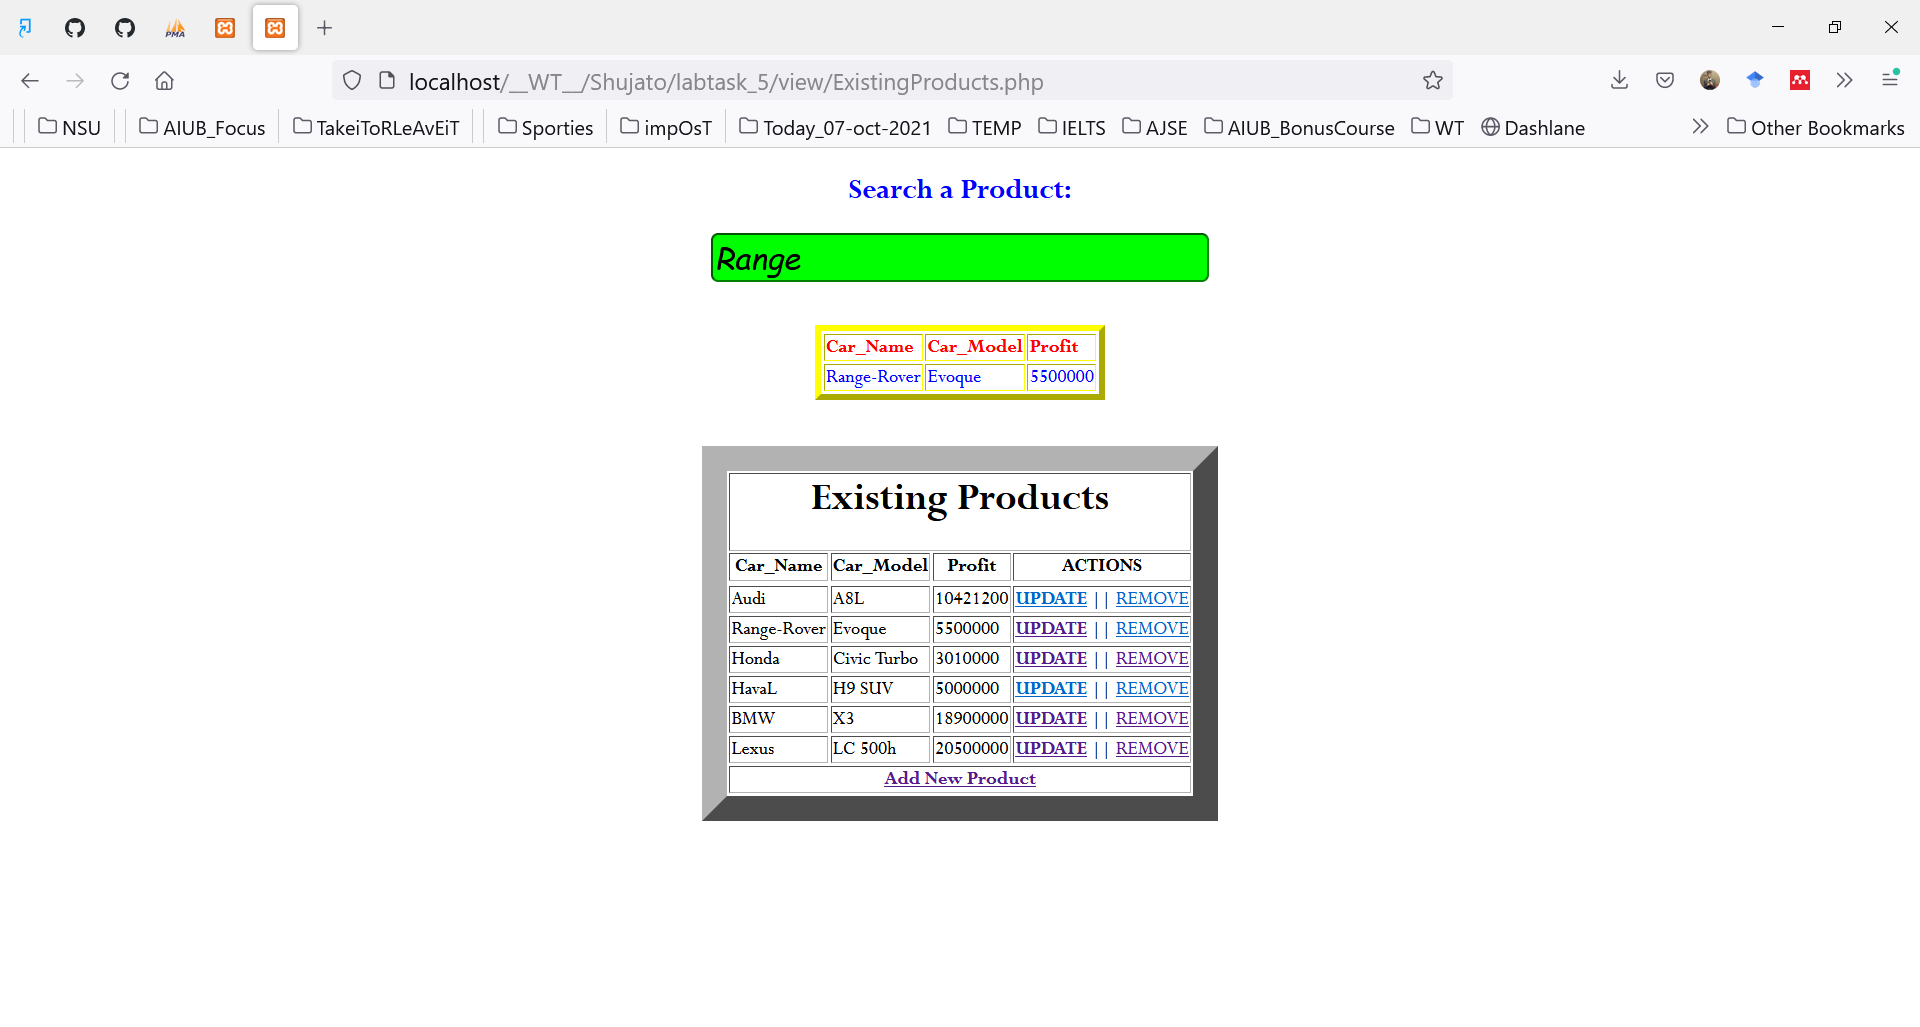 PMA
localhost/__WT__/Shujato/labtask_5/view/ExistingProducts.php
NSU AIUB_Focus TakeiToRLeAvEiT Sporties impOsT Today_07-oct-2021 TEMP IELTS AJSE AIUB_BonusCourse WT Dashlane Other Bookmarks
Search a Product:
Range
Car_Name Car_Model Profit
Range-Rover Evoque 5500000
Existing Products
Car_Name Car_Model Profit ACTIONS
Audi A8L 10421200 UPDATE || REMOVE
Range-Rover Evoque 5500000 UPDATE || REMOVE
Honda Civic Turbo 3010000 UPDATE || REMOVE
HavaL H9 SUV 5000000 UPDATE || REMOVE
BMW X3 18900000 UPDATE || REMOVE
Lexus LC 500h 20500000 UPDATE || REMOVE
Add New Product